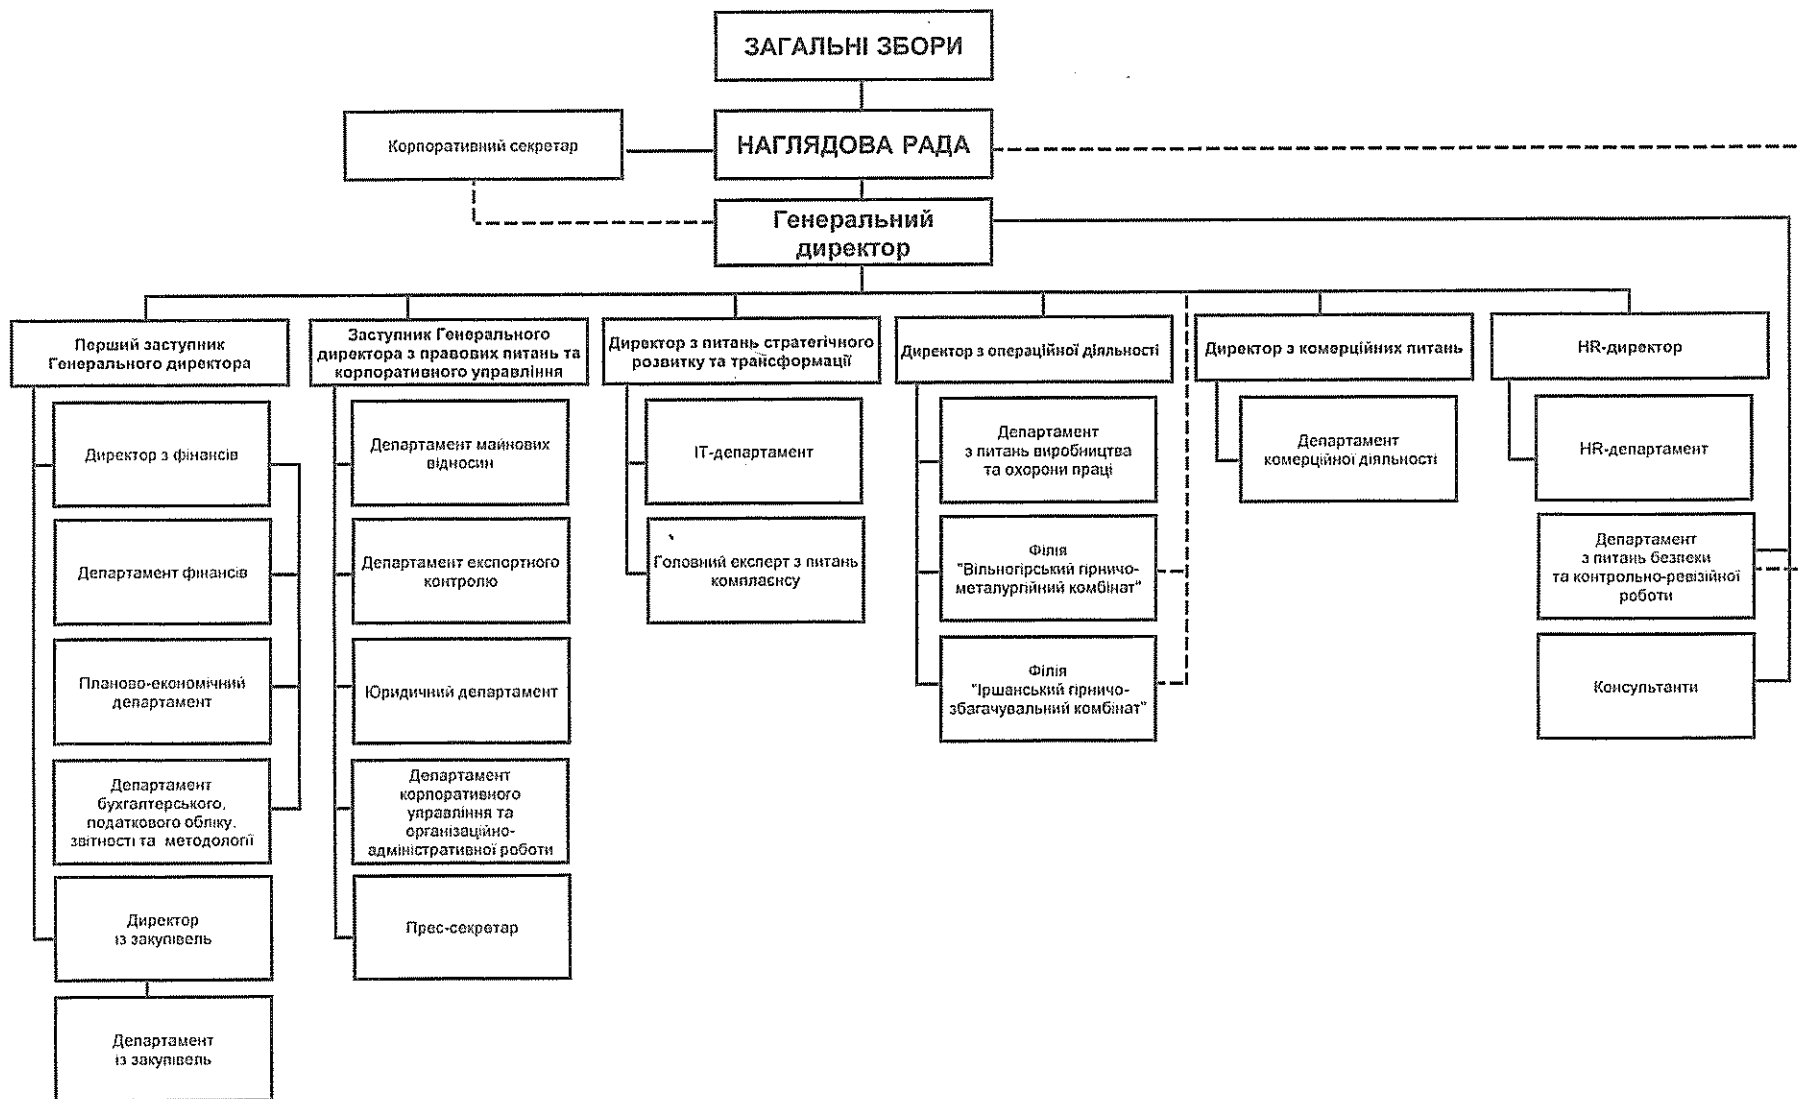 ЗАГАЛЬНІ ЗБОРИ
Корпоративний секретар
НАГЛЯДОВА РАДА
Генеральний
директор
Перший заступник
Генерального директора
Заступник Генерального
директора з правових питань та
корпоративного управління
Директор з питань стратегічного
розвитку та трансформації
Директор з операційної діяльності
Директор з комерційних питань
HR-директор
Директор з фінансів
Департамент фінансів
Планово-економічний
департамент
Департамент
бухгалтерського,
податкового обліку,
звітності та методології
Директор
із закупівель
Департамент
із закупівель
Департамент майнових
відносин
Департамент експортного
контролю
Юридичний департамент
Департамент
корпоративного
управління та
організаційно-
адміністративної роботи
Прес-секретар
ІТ-департамент
Головний експерт з питань
комплаєнсу
Департамент
з питань виробництва
та охорони праці
Філія
"Вільногірський гірничо-
металургійний комбінат"
Філія
"Іршанський гірничо-
збагачувальний комбінат"
Департамент
комерційної діяльності
HR-департамент
Департамент
з питань безпеки
та контрольно-ревізійної
роботи
Консультанти